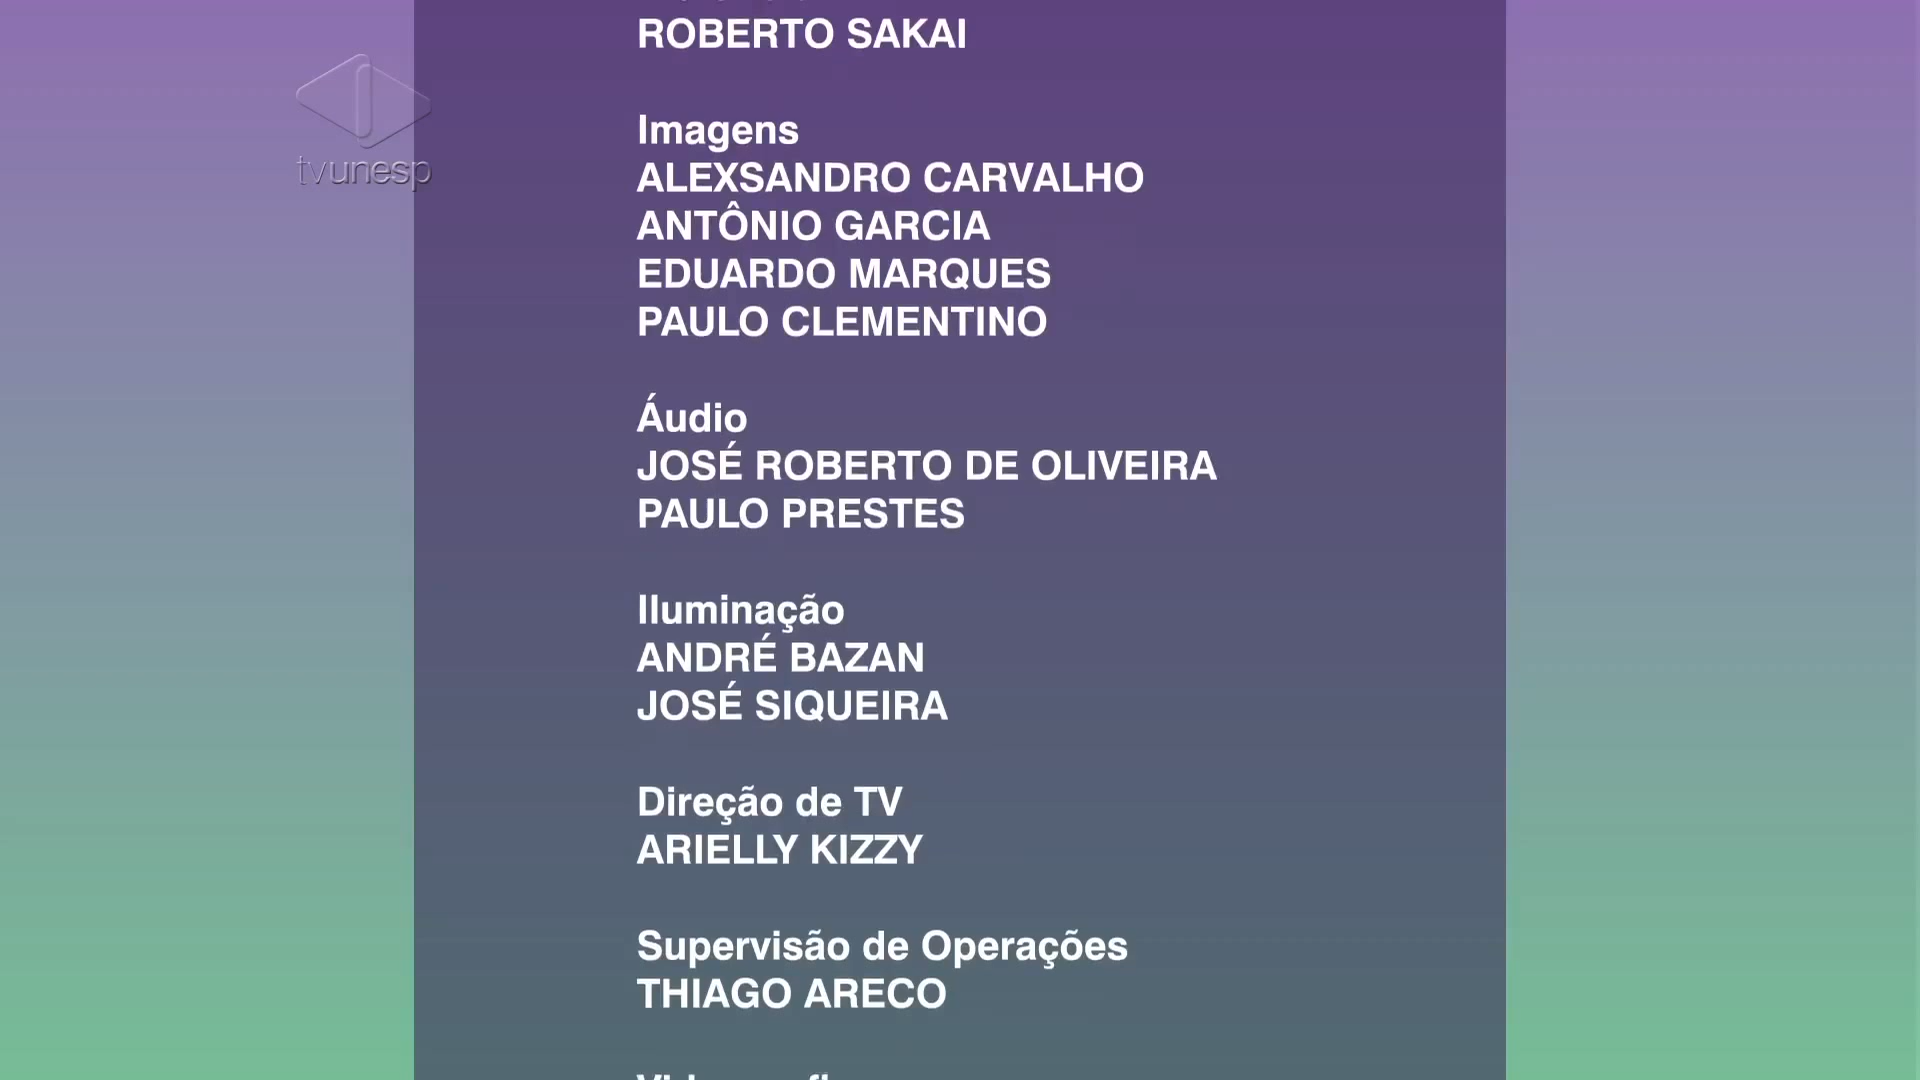 ROBERTO SAKAI
tvunesp
Imagens
ALEXSANDRO CARVALHO
ANTÔNIO GARCIA
EDUARDO MARQUES
PAULO CLEMENTINO
Áudio
JOSÉ ROBERTO DE OLIVEIRA
PAULO PRESTES
Iluminação
ANDRÉ BAZAN
JOSÉ SIQUEIRA
Direção de TV
ARIELLY KIZZY
Supervisão de Operações
THIAGO ARECO